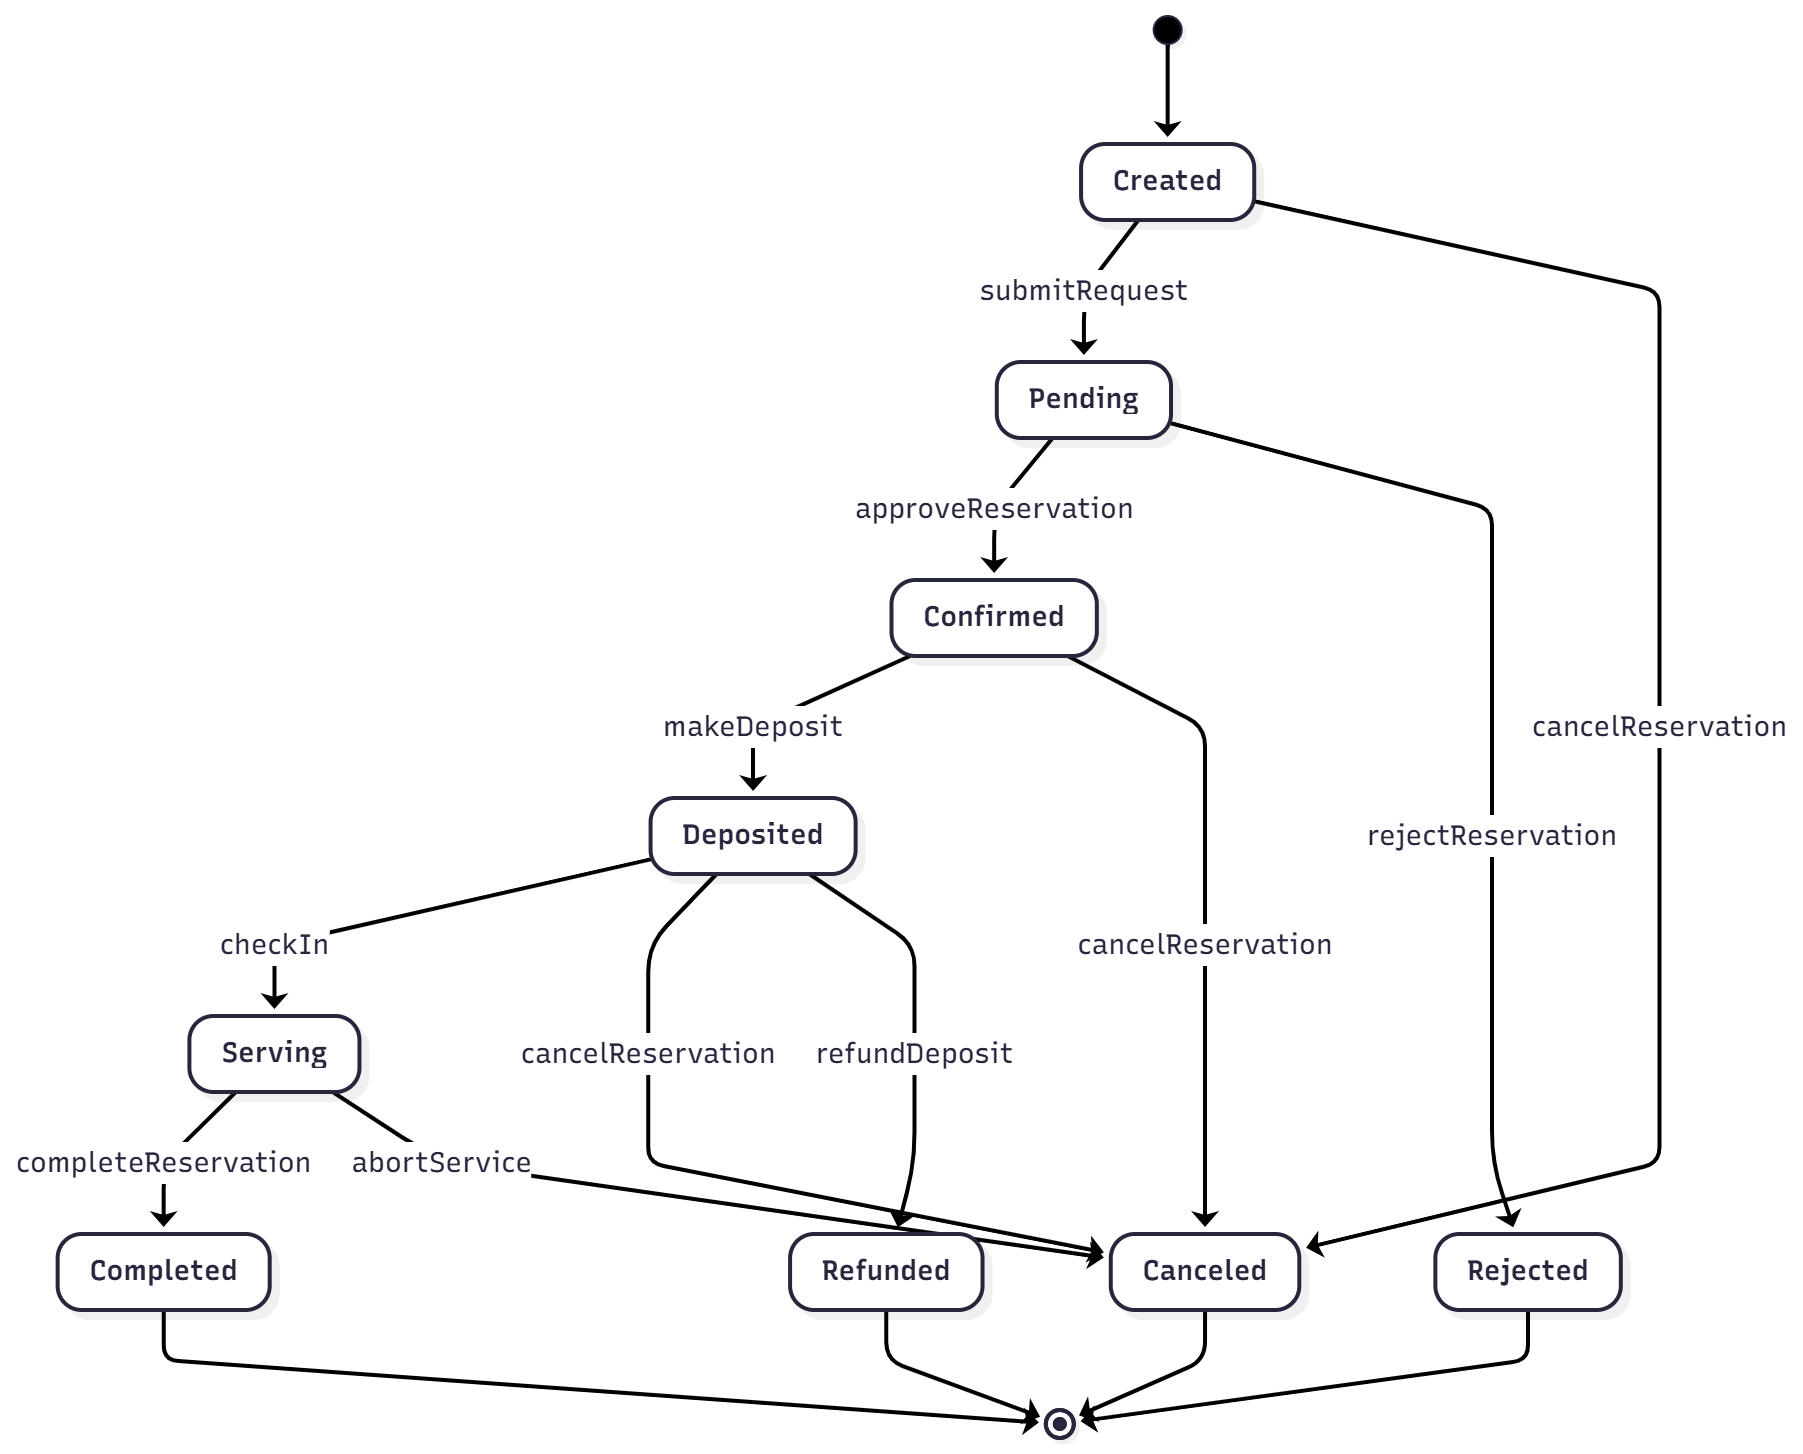 Created
submitRequest
Pending
approveReservation
Confirmed
makeDeposit
cancelReservation
Deposited
rejectReservation
checkIn
cancelReservation
Serving
cancelReservation
refundDeposit
completeReservation
abortService
Completed
Refunded
Canceled
Rejected